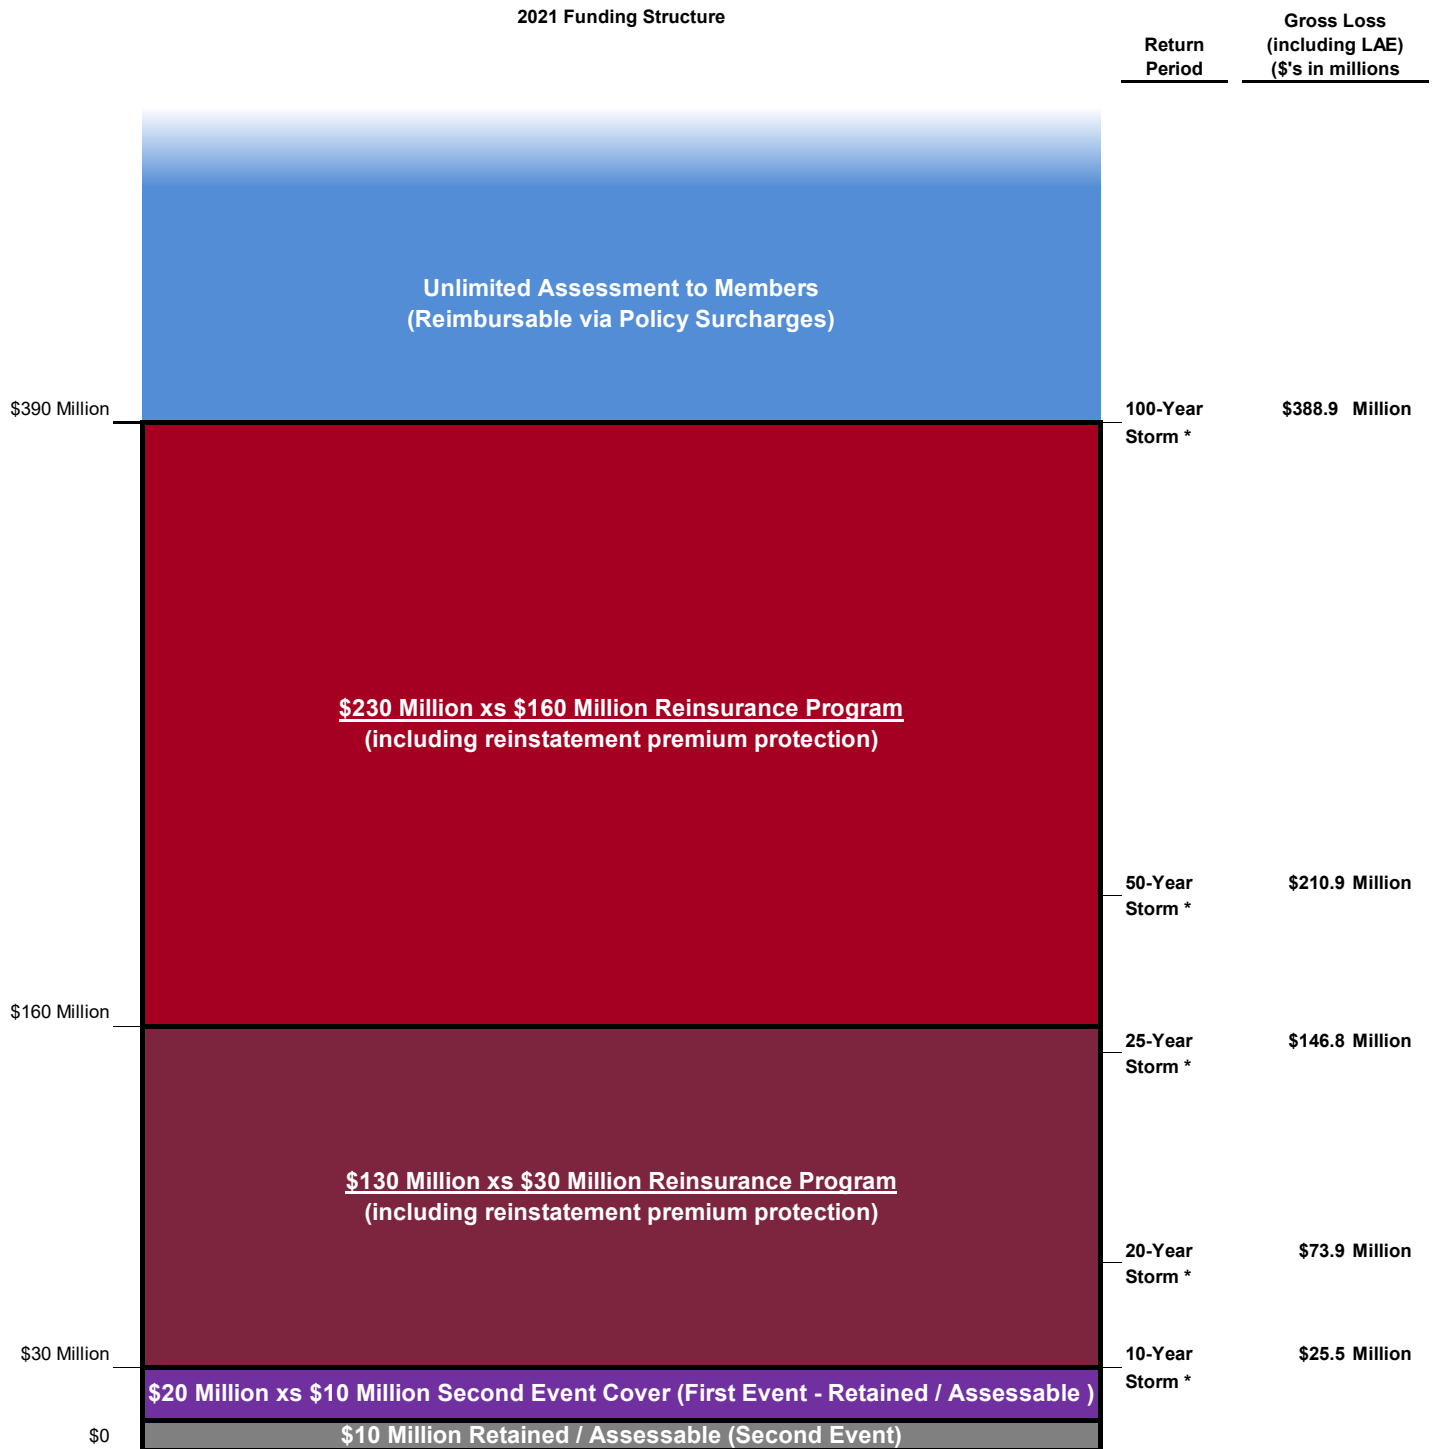 2021 Funding Structure
Return
Period
Gross Loss
(including LAE)
($'s in millions
Unlimited Assessment to Members
(Reimbursable via Policy Surcharges)
$390 Million
100-Year
Storm *
$388.9 Million
$230 Million xs $160 Million Reinsurance Program
(including reinstatement premium protection)
50-Year
Storm *
$210.9 Million
$160 Million
25-Year
Storm *
$146.8 Million
$130 Million xs $30 Million Reinsurance Program
(including reinstatement premium protection)
20-Year
Storm *
$73.9 Million
$30 Million
10-Year
Storm *
$25.5 Million
$20 Million xs $10 Million Second Event Cover (First Event - Retained / Assessable )
$0
$10 Million Retained / Assessable (Second Event)